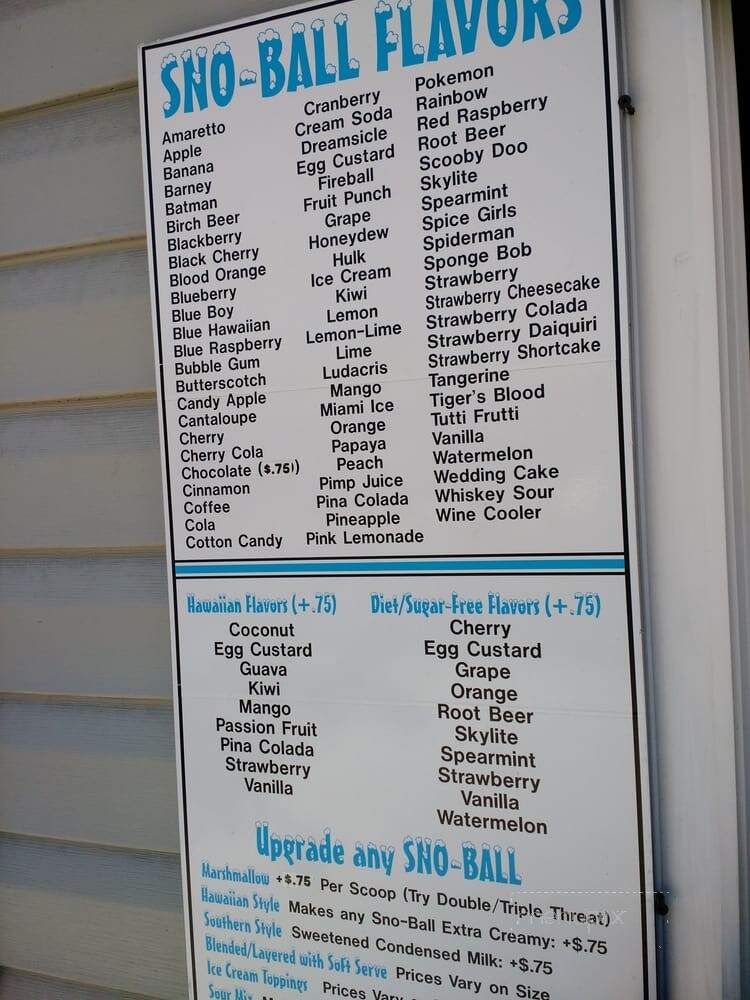 SNO-BALL FLAVORS
Amaretto
Apple
Banana
Barney
Batman
Birch Beer
Blackberry
Black Cherry
Blood Orange
Blueberry
Blue Boy
Blue Hawaiian
Blue Raspberry
Bubble Gum
Butterscotch
Candy Apple
Cantaloupe
Cherry
Cherry Cola
Chocolate ($.75))
Cinnamon
Coffee
Cola
Cotton Candy
Cranberry
Cream Soda
Dreamsicle
Egg Custard
Fireball
Fruit Punch
Grape
Honeydew
Hulk
Ice Cream
Kiwi
Lemon
Lemon-Lime
Lime
Ludacris
Mango
Miami Ice
Orange
Papaya
Peach
Pimp Juice
Pina Colada
Pineapple
Pink Lemonade
Pokemon
Rainbow
Red Raspberry
Root Beer
Scooby Doo
Skylite
Spearmint
Spice Girls
Spiderman
Sponge Bob
Strawberry
Strawberry Cheesecake
Strawberry Colada
Strawberry Daiquiri
Strawberry Shortcake
Tangerine
Tiger's Blood
Tutti Frutti
Vanilla
Watermelon
Wedding Cake
Whiskey Sour
Wine Cooler
Hawaiian Flavors (+.75)
Coconut
Egg Custard
Guava
Kiwi
Mango
Passion Fruit
Pina Colada
Strawberry
Vanilla
Diet/Sugar-Free Flavors (+.75)
Cherry
Egg Custard
Grape
Orange
Root Beer
Skylite
Spearmint
Strawberry
Vanilla
Watermelon
Upgrade any SNO-BALL
Marshmallow +$.75 Per Scoop (Try Double/Triple Threat)
Hawaiian Style Makes any Sno-Ball Extra Creamy: +$.75
Southern Style Sweetened Condensed Milk: +$.75
Blended/Layered with Soft Serve Prices Vary on Size
Ice Cream Toppings Prices Vary
Sour Mix